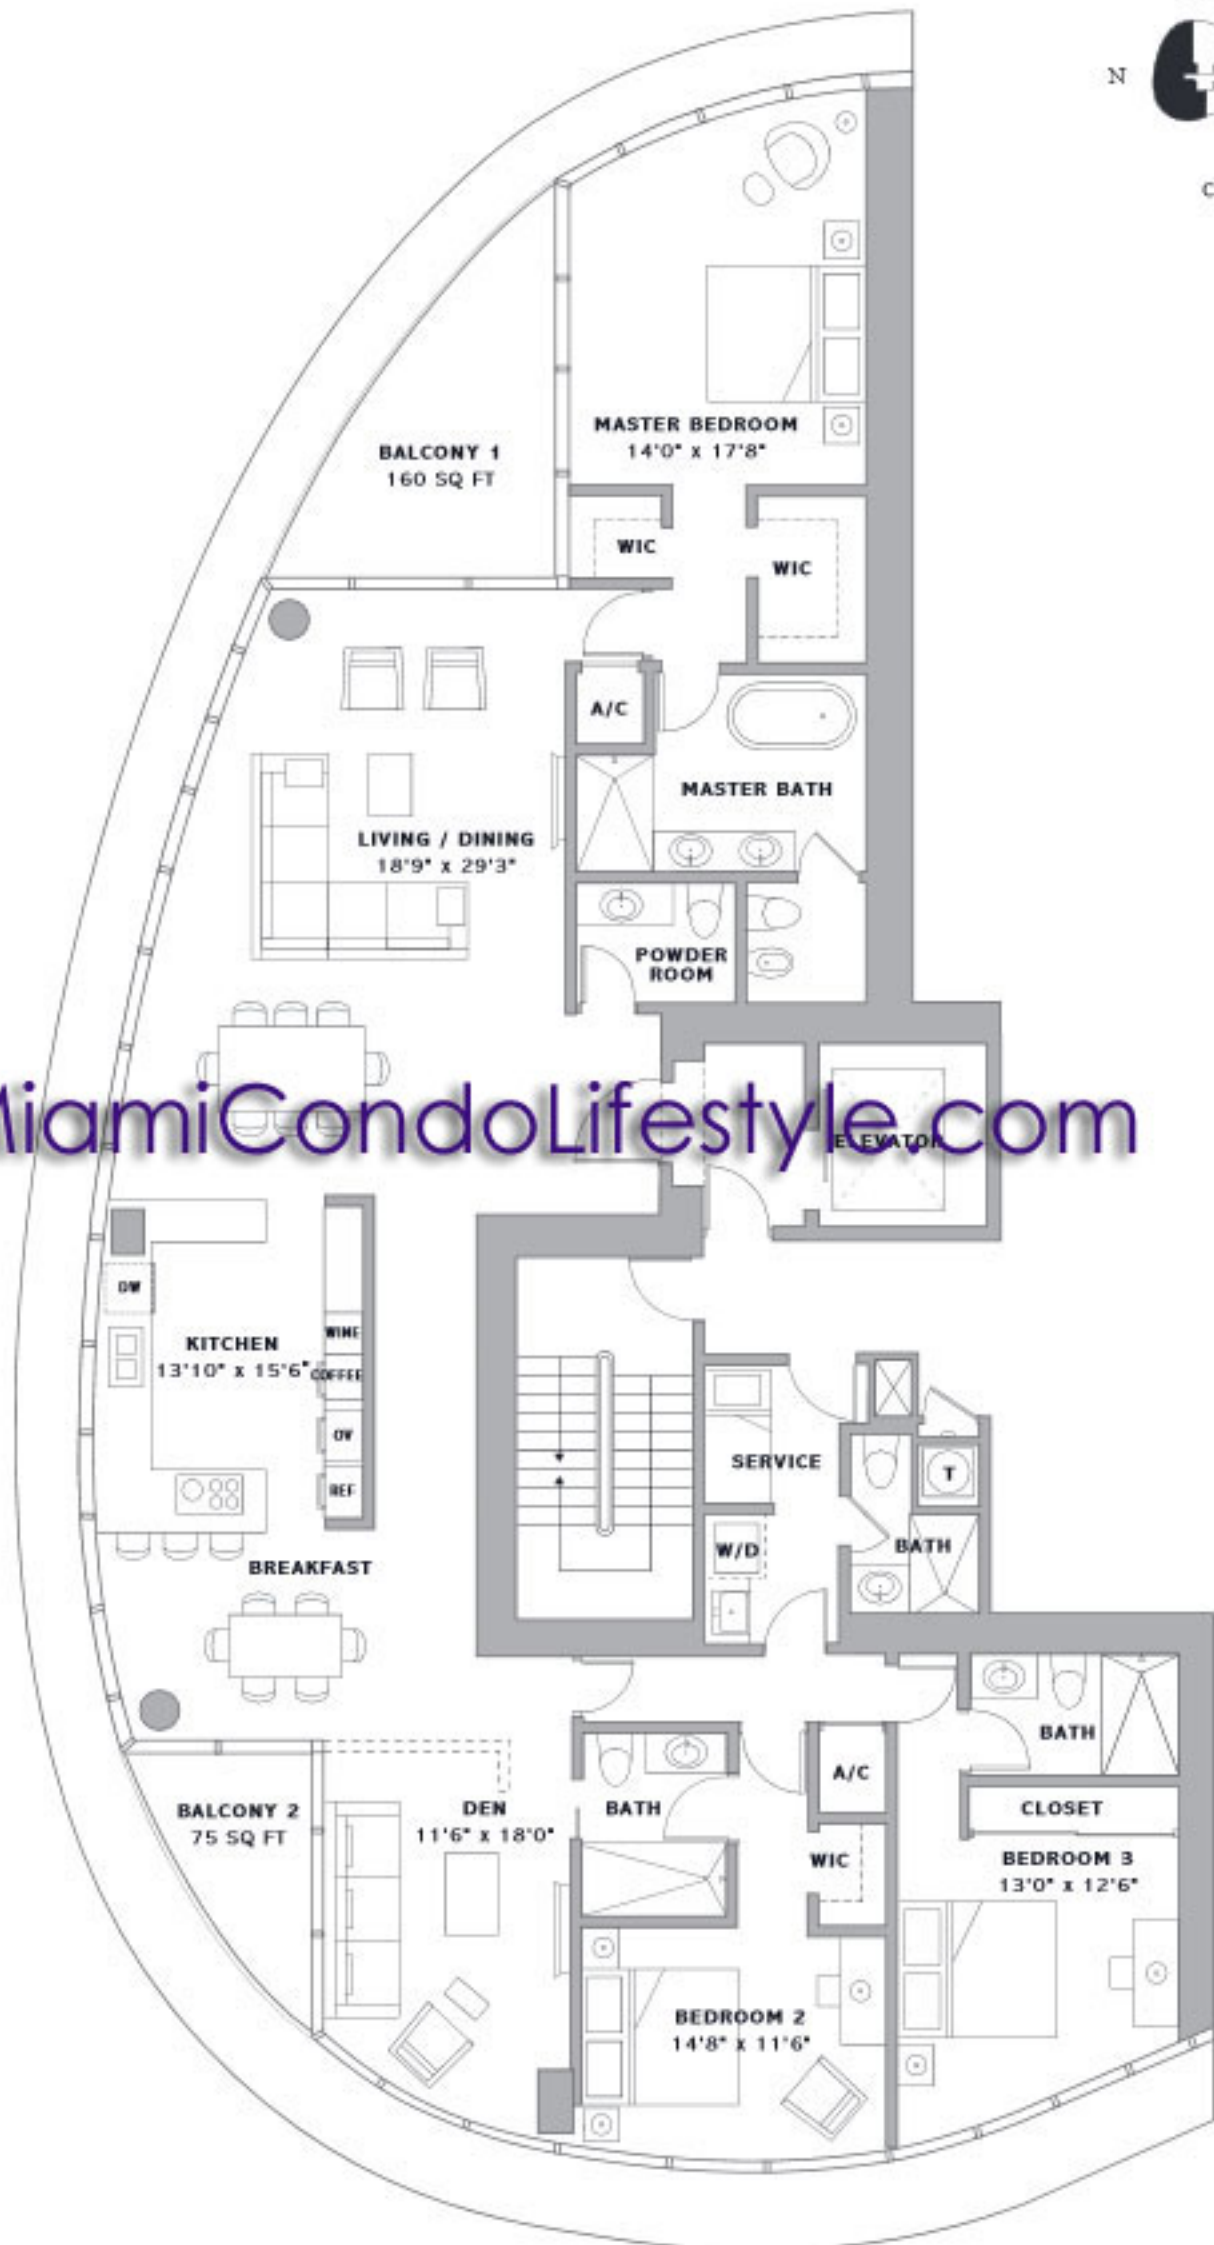 N
C
MASTER BEDROOM
14'0" x 17'8"
BALCONY 1
160 SQ FT
WIC
WIC
A/C
MASTER BATH
LIVING / DINING
18'9" x 29'3"
POWDER
ROOM
MiamiCondoLifestyle.com
ELEVATOR
DW
KITCHEN
13'10" x 15'6"
WINE
COFFEE
OV
REF
SERVICE
T
W/D
BATH
BREAKFAST
BATH
A/C
BALCONY 2
75 SQ FT
DEN
11'6" x 18'0"
BATH
CLOSET
WIC
BEDROOM 3
13'0" x 12'6"
BEDROOM 2
14'8" x 11'6"